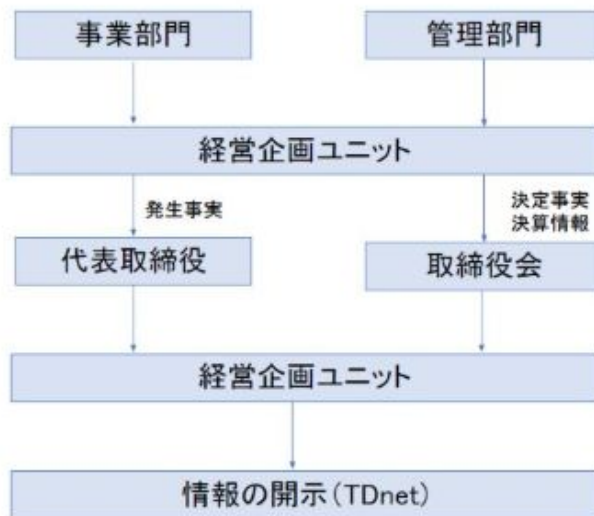 事業部門
管理部門
経営企画ユニット
発生事実
決定事実
決算情報
代表取締役
取締役会
経営企画ユニット
情報の開示(TDnet)